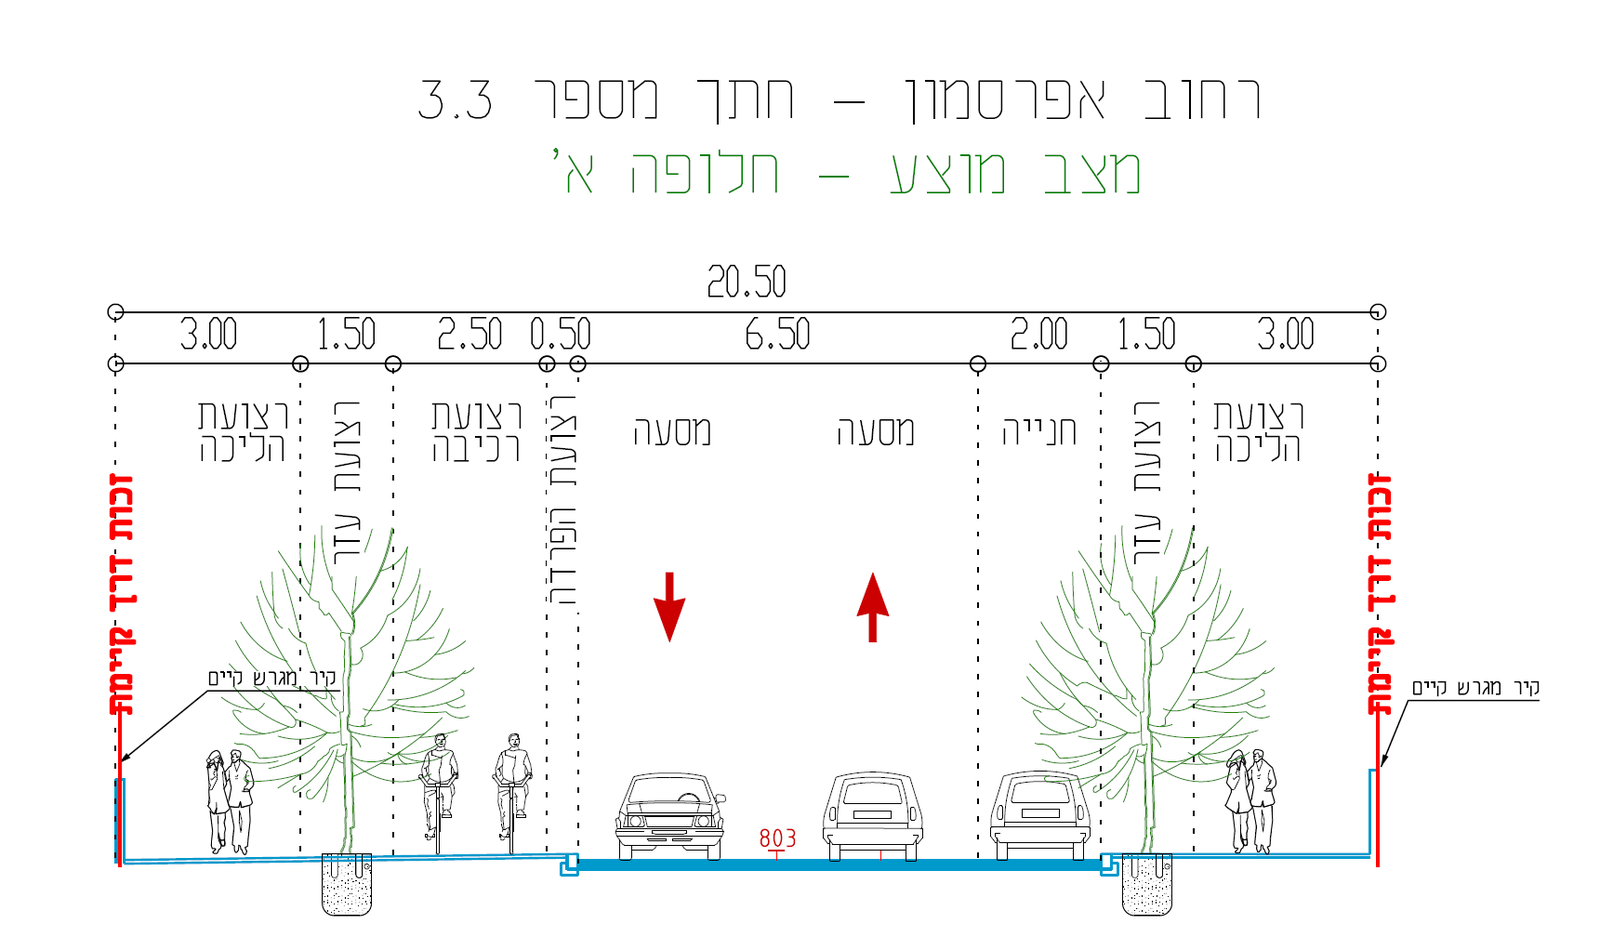 רחוב אפרסמון – חתך מספר 3.3
מצב מוצע – חלופה א'
20.50
3.00 1.50 2.50 0.50 6.50 2.00 1.50 3.00
רצועת
הליכה
רצועת עזר
חנייה
מסעה
מסעה
רצועת הפרדה
רצועת
רכיבה
רצועת עזר
רצועת
הליכה
זכות דרך קיימת
זכות דרך קיימת
קיר מגרש קיים
קיר מגרש קיים
803